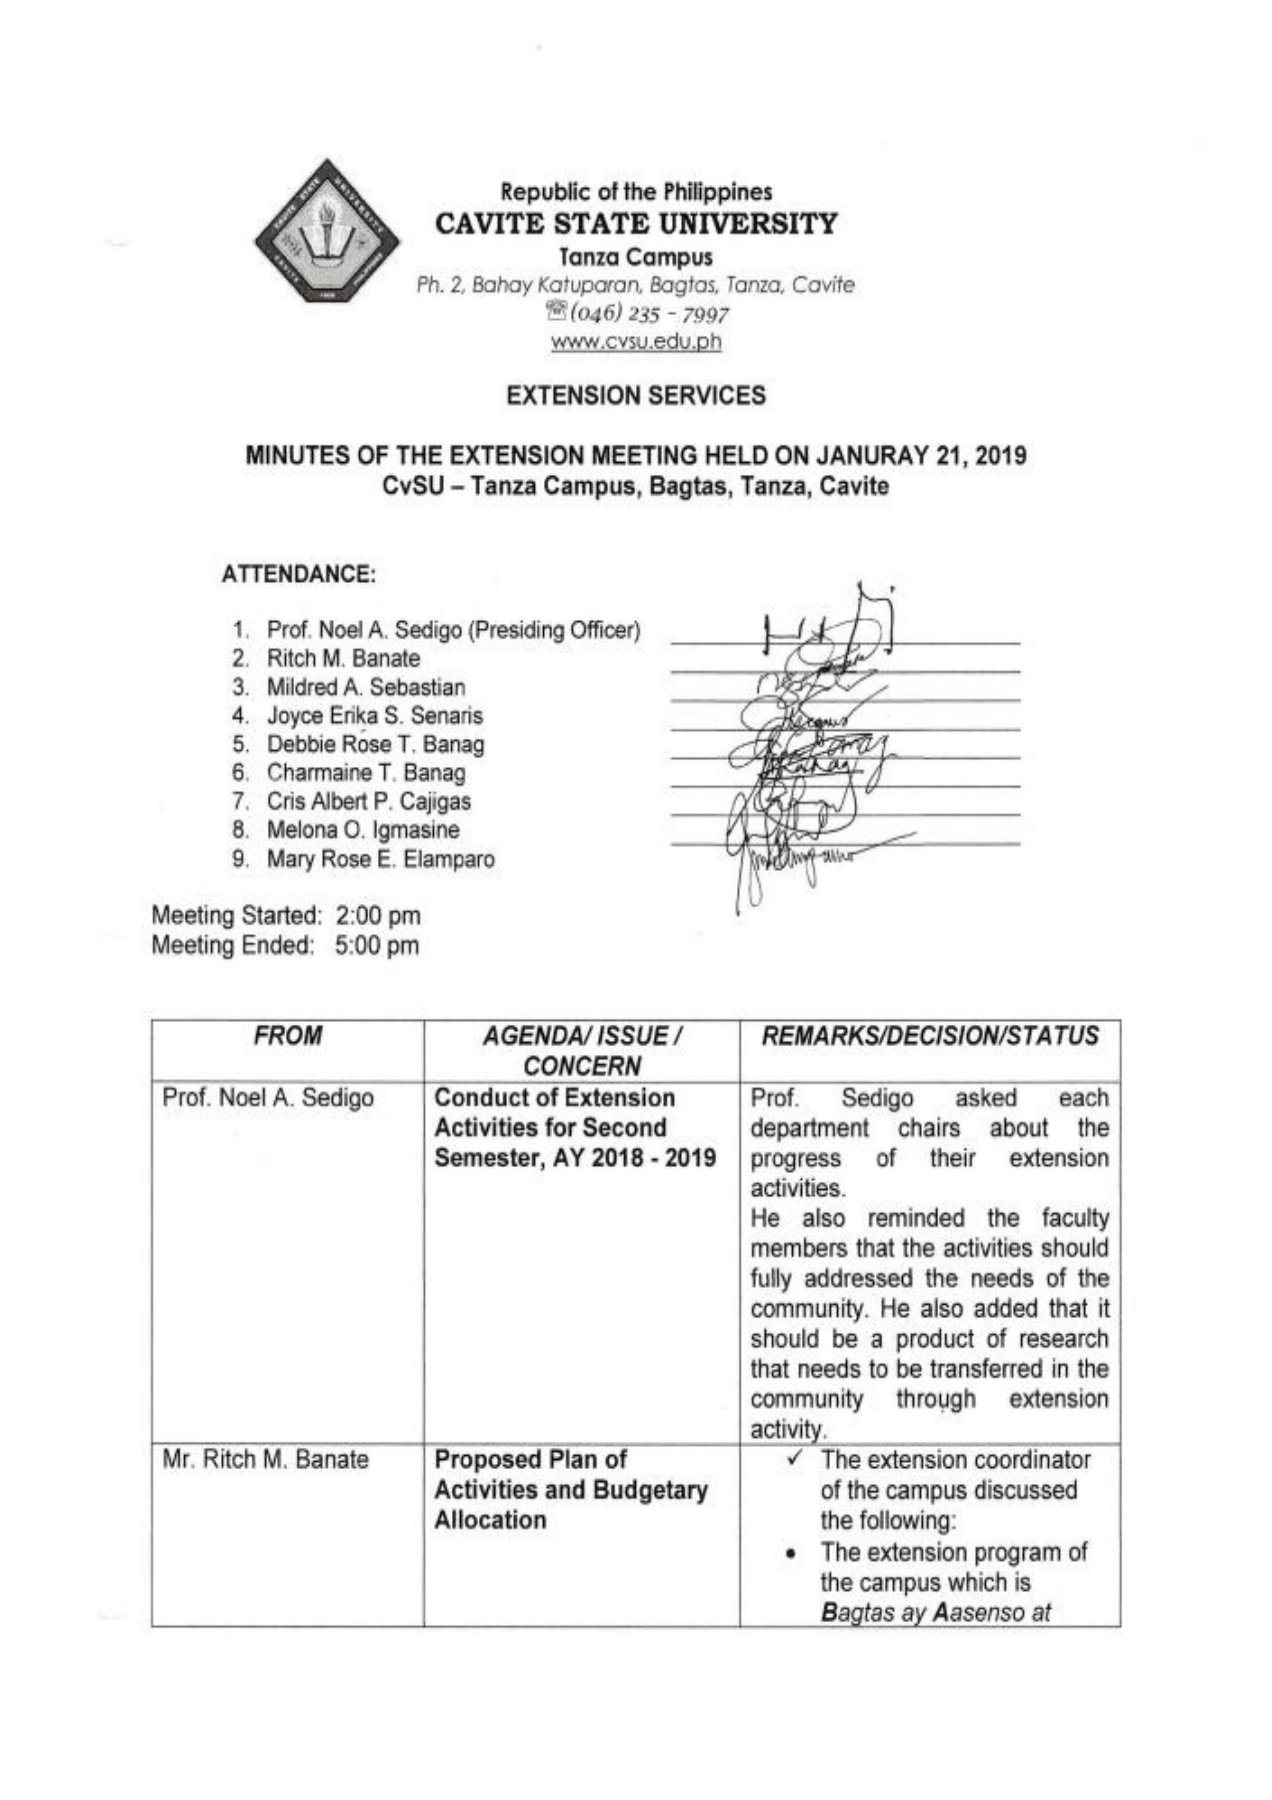 Republic of the Philippines
CAVITE STATE UNIVERSITY
Tanza Campus
Ph. 2, Bahay Katuparan, Bagtas, Tanza, Cavite
☏(046) 235 - 7997
www.cvsu.edu.ph
EXTENSION SERVICES
MINUTES OF THE EXTENSION MEETING HELD ON JANURAY 21, 2019
CvSU – Tanza Campus, Bagtas, Tanza, Cavite
ATTENDANCE:
1. Prof. Noel A. Sedigo (Presiding Officer)
2. Ritch M. Banate
3. Mildred A. Sebastian
4. Joyce Erika S. Senaris
5. Debbie Rose T. Banag
6. Charmaine T. Banag
7. Cris Albert P. Cajigas
8. Melona O. Igmasine
9. Mary Rose E. Elamparo
Meeting Started: 2:00 pm
Meeting Ended: 5:00 pm
FROM
AGENDA/ ISSUE /
CONCERN
REMARKS/DECISION/STATUS
Prof. Noel A. Sedigo
Conduct of Extension
Activities for Second
Semester, AY 2018 - 2019
Prof. Sedigo asked each
department chairs about the
progress of their extension
activities.
He also reminded the faculty
members that the activities should
fully addressed the needs of the
community. He also added that it
should be a product of research
that needs to be transferred in the
community through extension
activity.
Mr. Ritch M. Banate
Proposed Plan of
Activities and Budgetary
Allocation
✓ The extension coordinator
of the campus discussed
the following:
• The extension program of
the campus which is
Bagtas ay Aasenso at